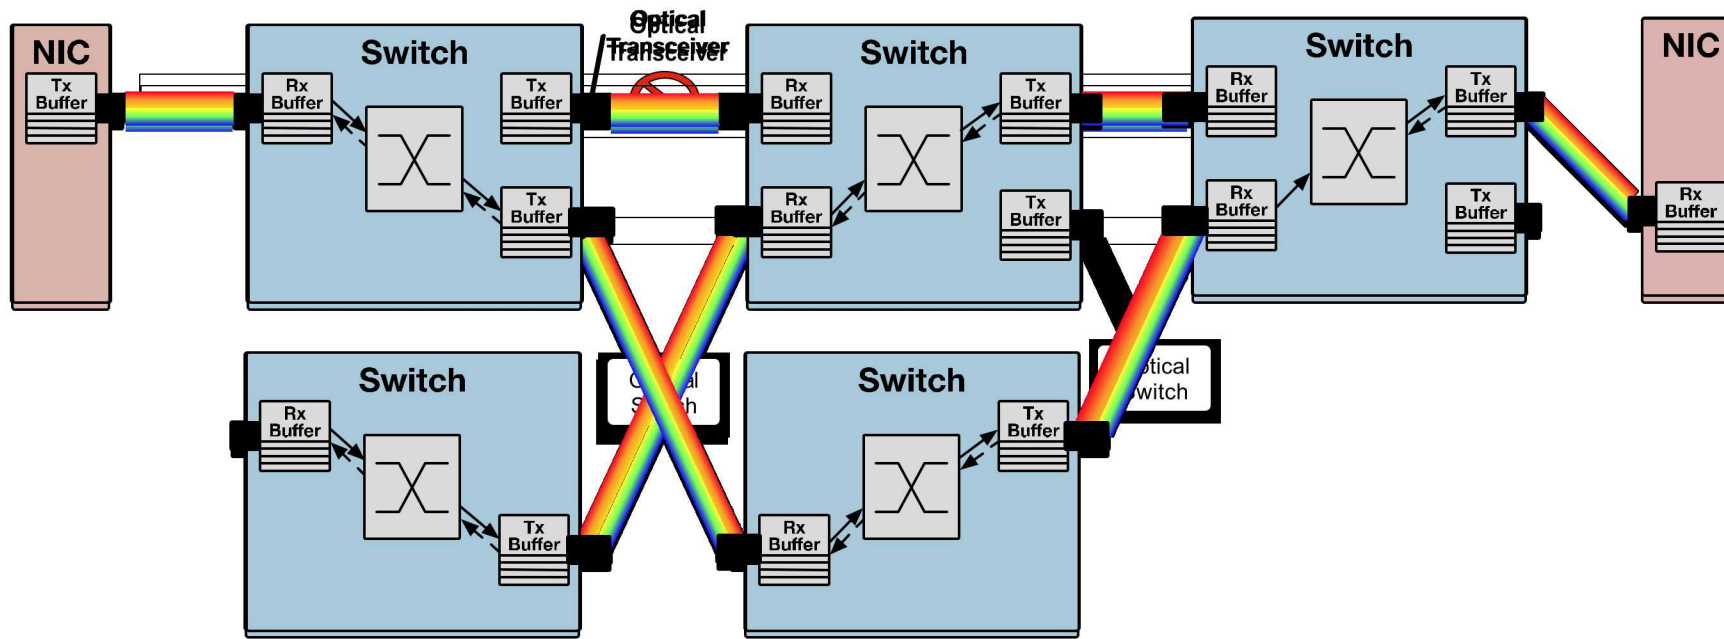 NIC
Tx
Buffer
Switch
Rx
Buffer
Tx
Buffer
Tx
Buffer
Optical
Optical
Transceiver
Transceiver
Switch
Rx
Buffer
Tx
Buffer
Rx
Buffer
Tx
Buffer
Switch
Rx
Buffer
Tx
Buffer
Rx
Buffer
Tx
Buffer
NIC
Rx
Buffer
Switch
Rx
Buffer
Tx
Buffer
Switch
Tx
Buffer
Rx
Buffer